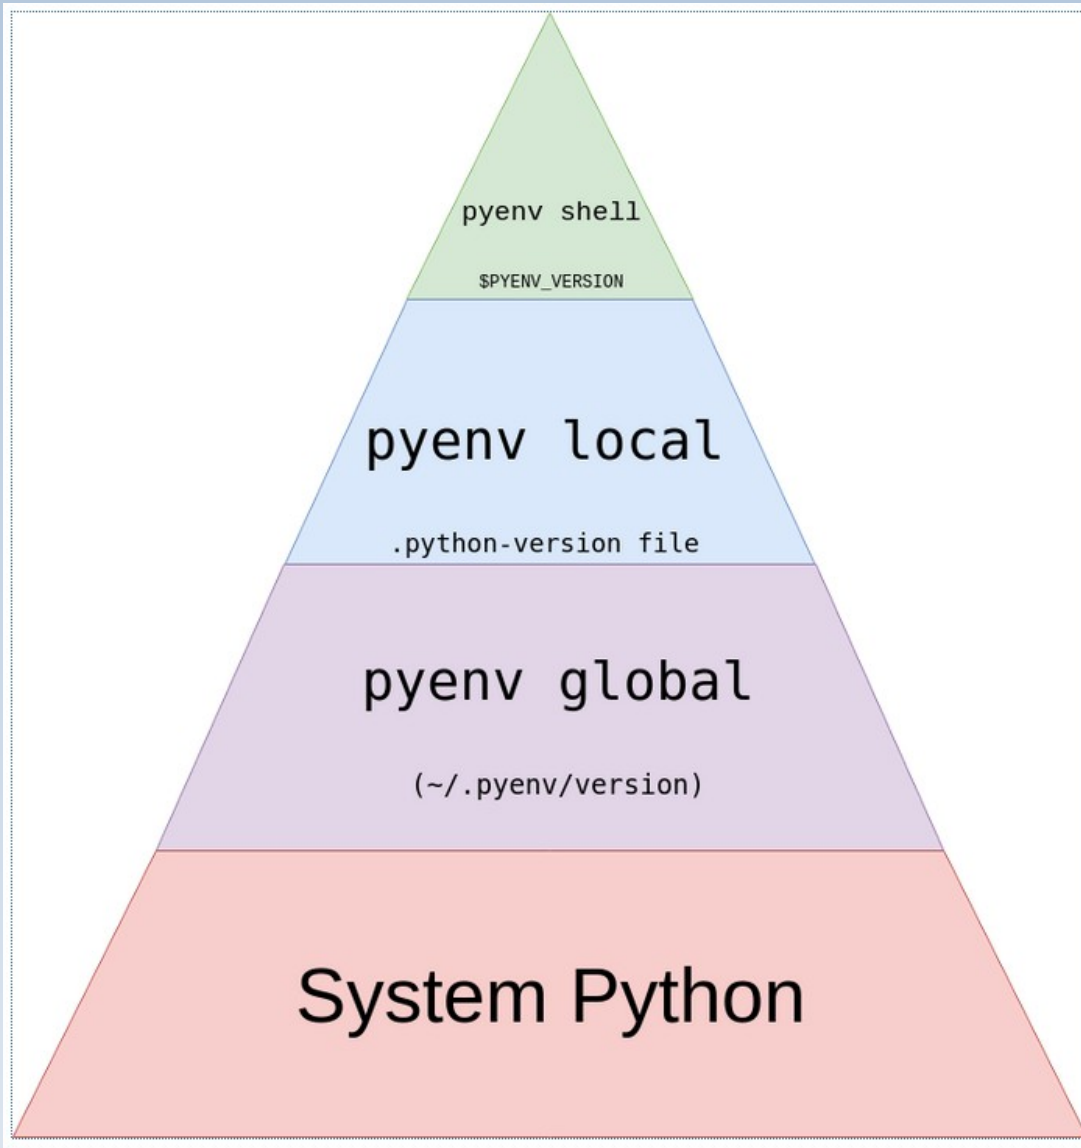 pyenv shell
$PYENV_VERSION
pyenv local
.python-version file
pyenv global
(~/.pyenv/version)
System Python